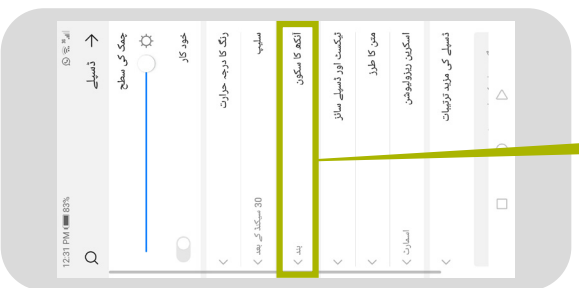 12:31 PM 83%
ڈسپلے
چمک کی سطح
خود کار
رنگ کا درجہ حرارت
سلیپ
30 سیکنڈ کے بعد
آنکھ کا سکون
بند
ٹیکسٹ اور ڈسپلے سائز
متن کا طرز
اسکرین ریزولیوشن
اسمارٹ
ڈسپلے کی مزید ترتیبات